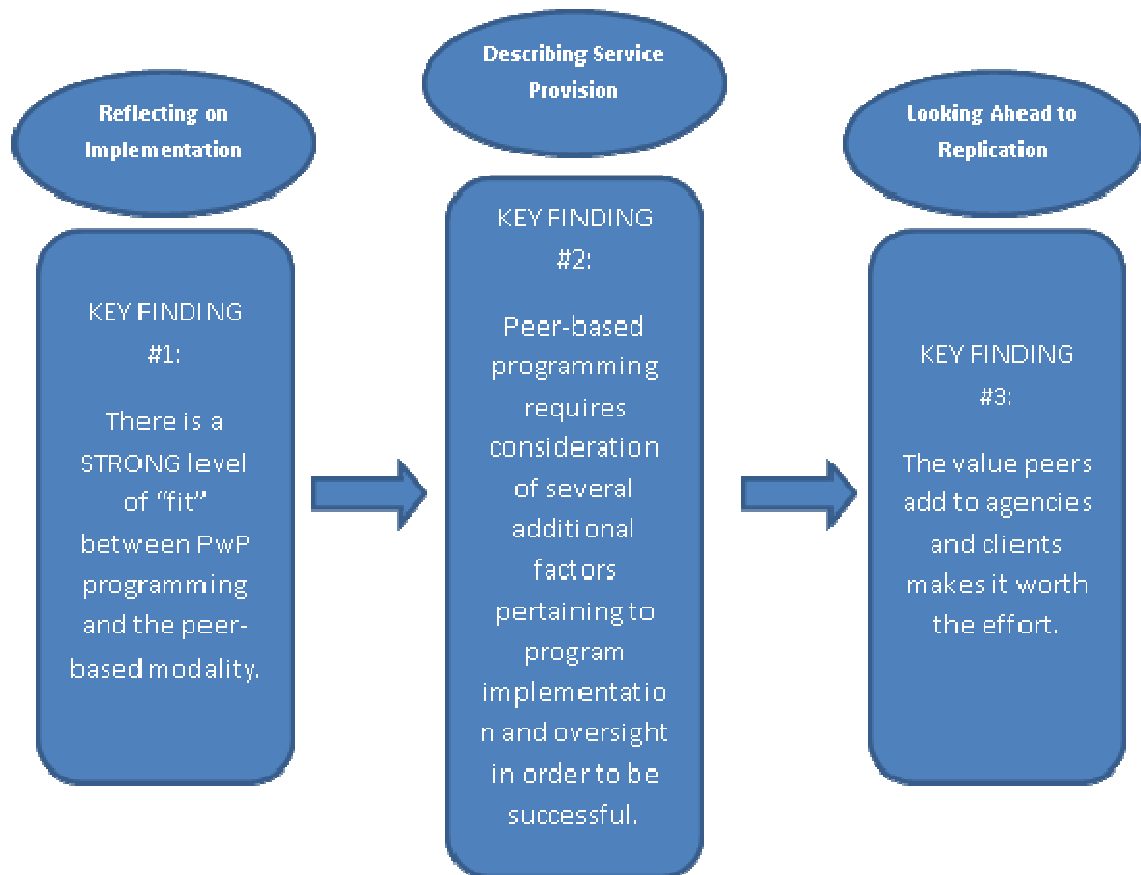 Reflecting on
Implementation
KEY FINDING
#1:
There is a
STRONG level
of “fit”
between PwP
programming
and the peer-
based modality.
Describing Service
Provision
KEY FINDING
#2:
Peer-based
programming
requires
consideration
of several
additional
factors
pertaining to
program
implementatio
n and oversight
in order to be
successful.
Looking Ahead to
Replication
KEY FINDING
#3:
The value peers
add to agencies
and clients
makes it worth
the effort.